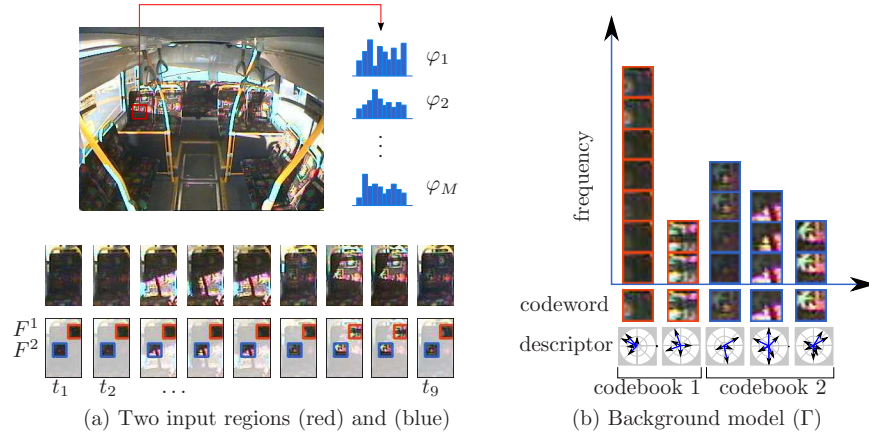 φ1
φ2
⋮
φM
F1
F2
t1 t2 ... t9
(a) Two input regions (red) and (blue)
frequency
codeword
descriptor
codebook 1 codebook 2
(b) Background model (Γ)